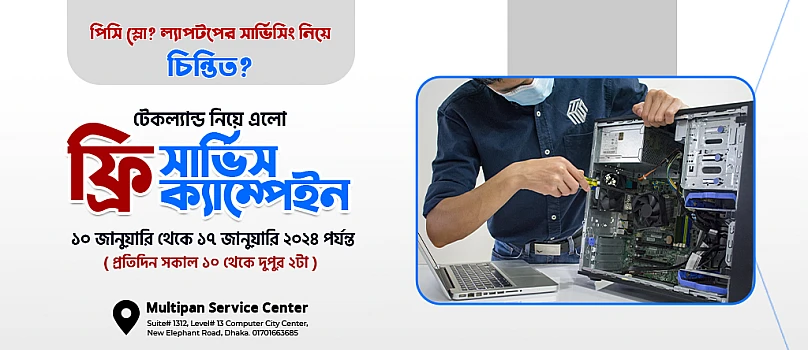 পিসি স্লো? ল্যাপটপের সার্ভিসিং নিয়ে
চিন্তিত?
টেকল্যান্ড নিয়ে এলো
ফ্রি সার্ভিস
ক্যাম্পেইন
১০ জানুয়ারি থেকে ১৭ জানুয়ারি ২০২৪ পর্যন্ত
( প্রতিদিন সকাল ১০ থেকে দুপুর ২টা )
Multipan Service Center
Suite# 1312, Level# 13 Computer City Center,
New Elephant Road, Dhaka. 01701663685